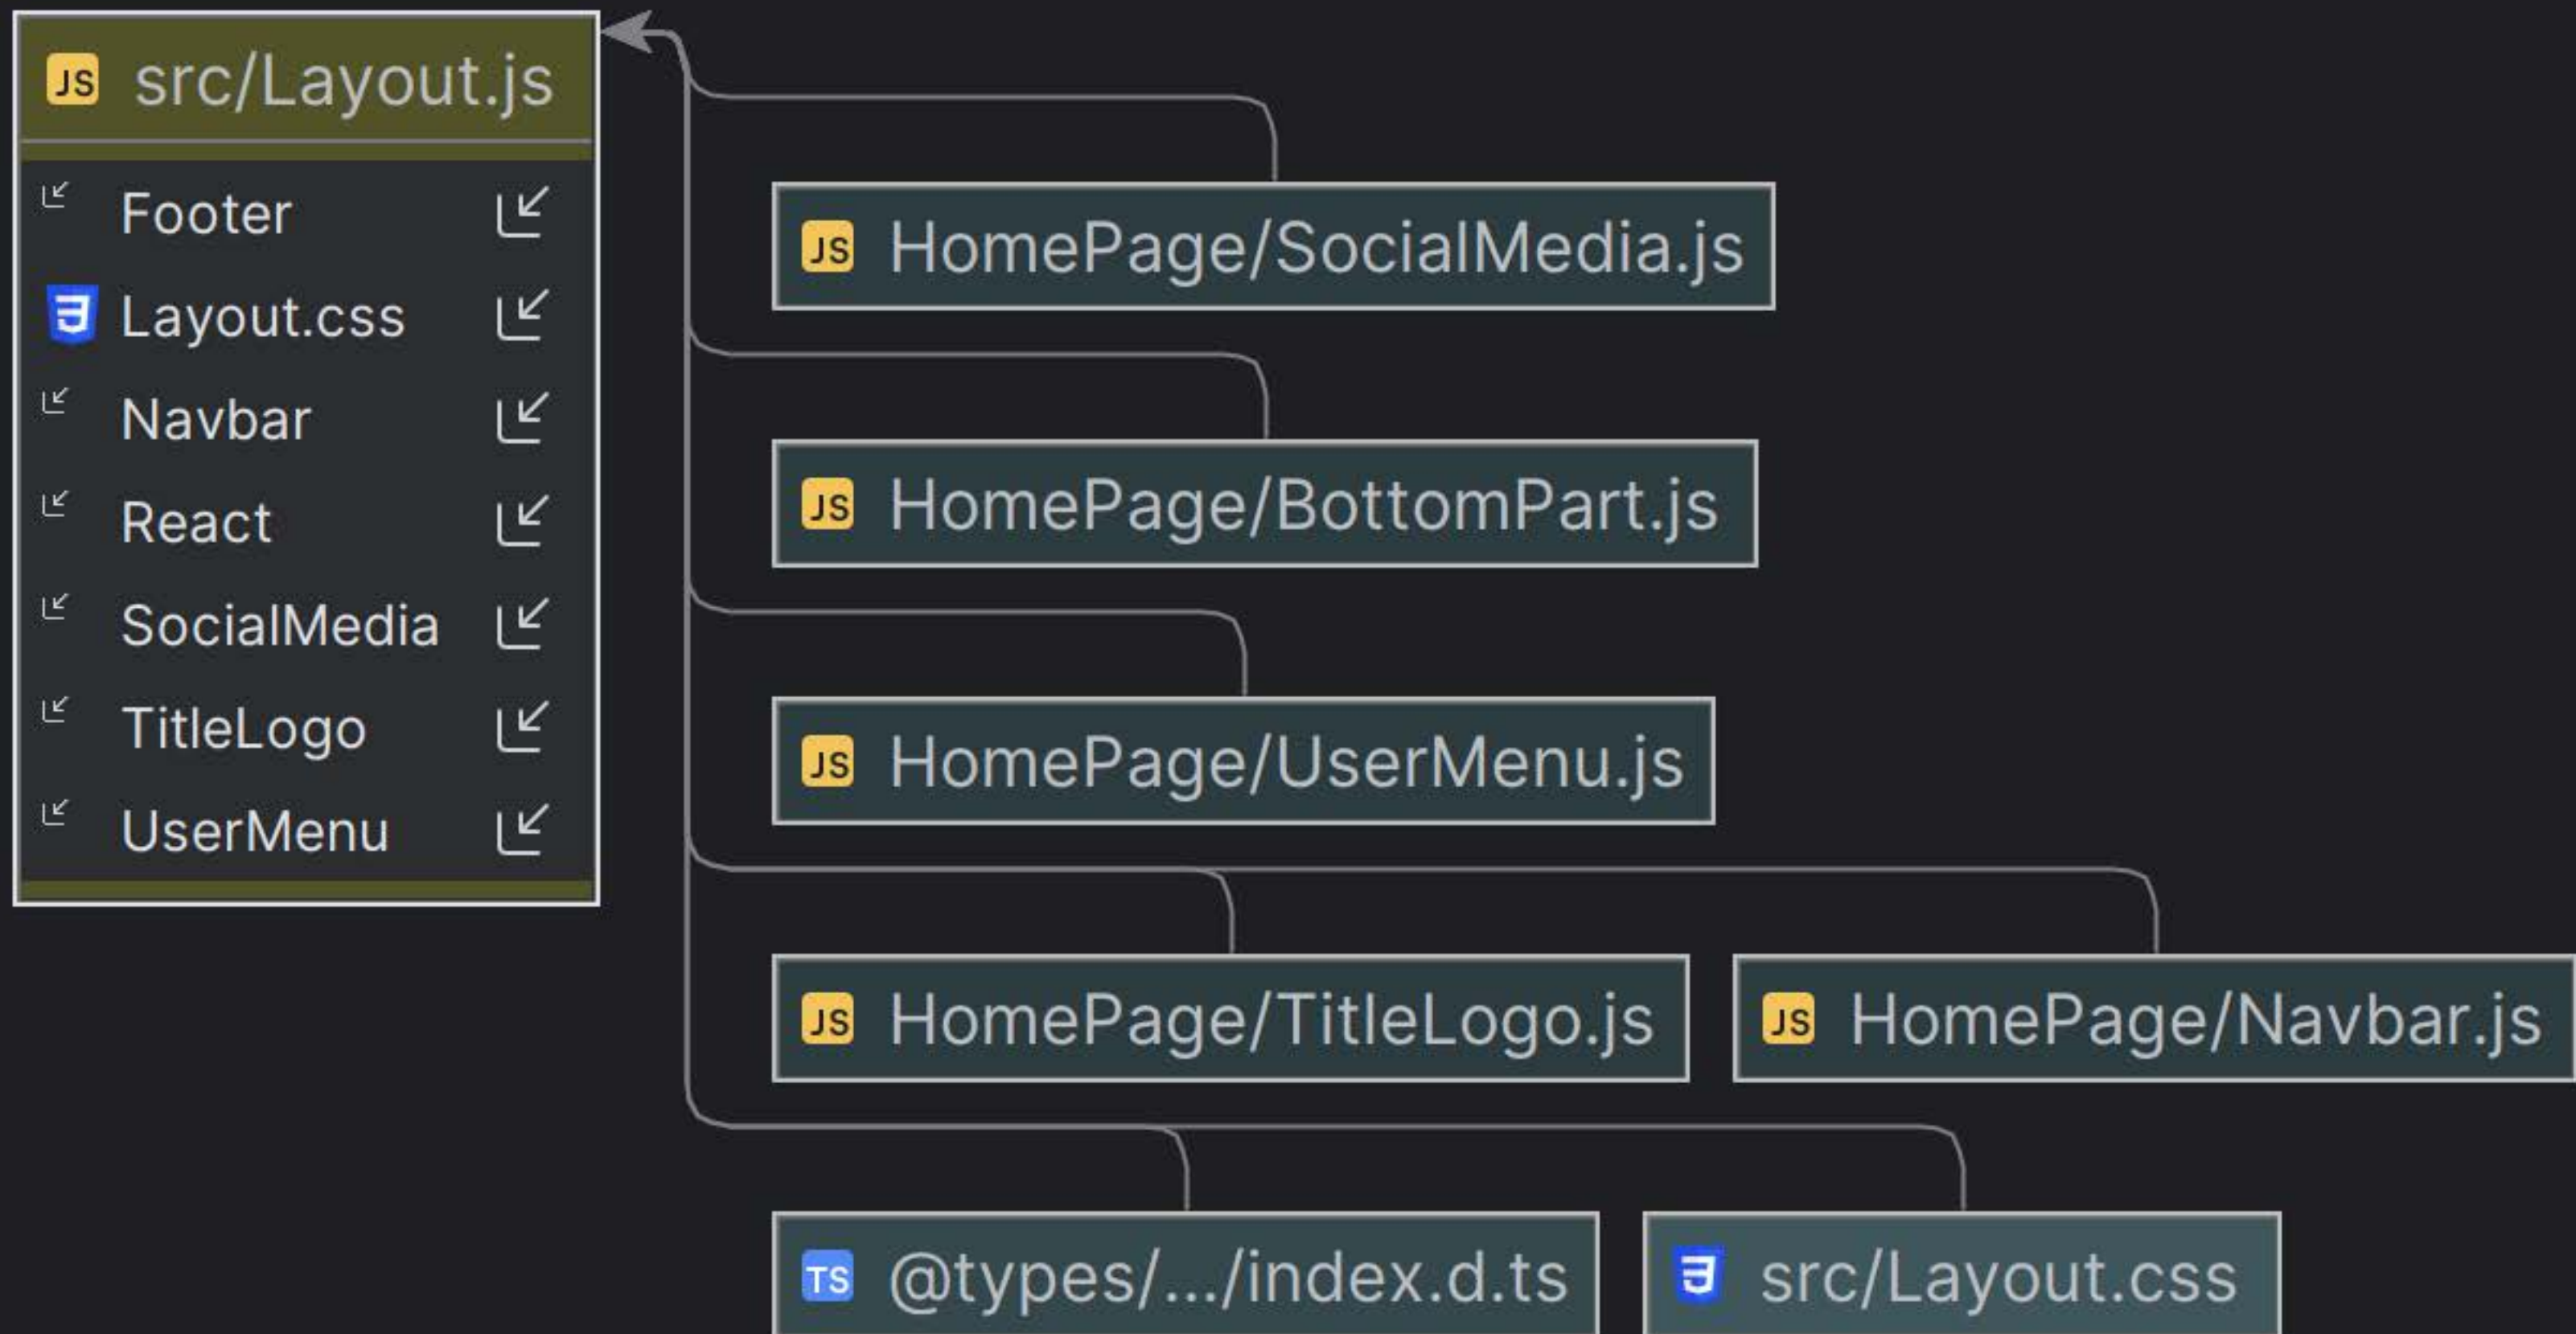 JS src/Layout.js
Footer
Layout.css
Navbar
React
SocialMedia
TitleLogo
UserMenu
JS HomePage/SocialMedia.js
JS HomePage/BottomPart.js
JS HomePage/UserMenu.js
JS HomePage/TitleLogo.js
JS HomePage/Navbar.js
TS @types/.../index.d.ts
src/Layout.css